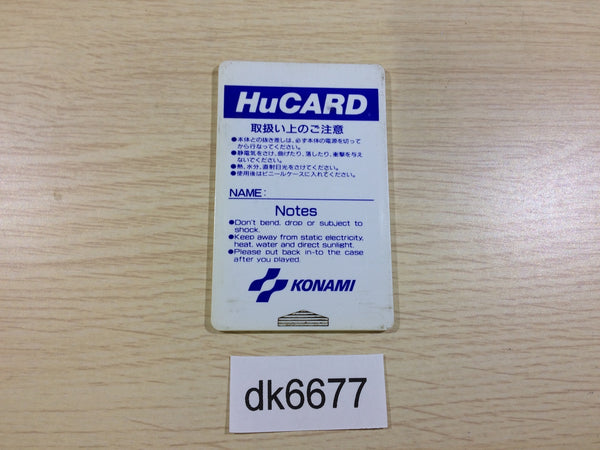 HuCARD
取扱い上のご注意
●本体との抜き差しは、必ず本体の電源を切って
から行なってください。
●静電気をさけ、曲げたり、落したり、衝撃を与え
ないでください。
●熱、水分、直射日光をさけてください。
●使用後はビニールケースに入れてください。
NAME:
Notes
●Don't bend, drop or subject to
shock.
●Keep away from static electricity,
heat, water and direct sunlight.
●Please put back in-to the case
after you played.
KONAMI
dk6677